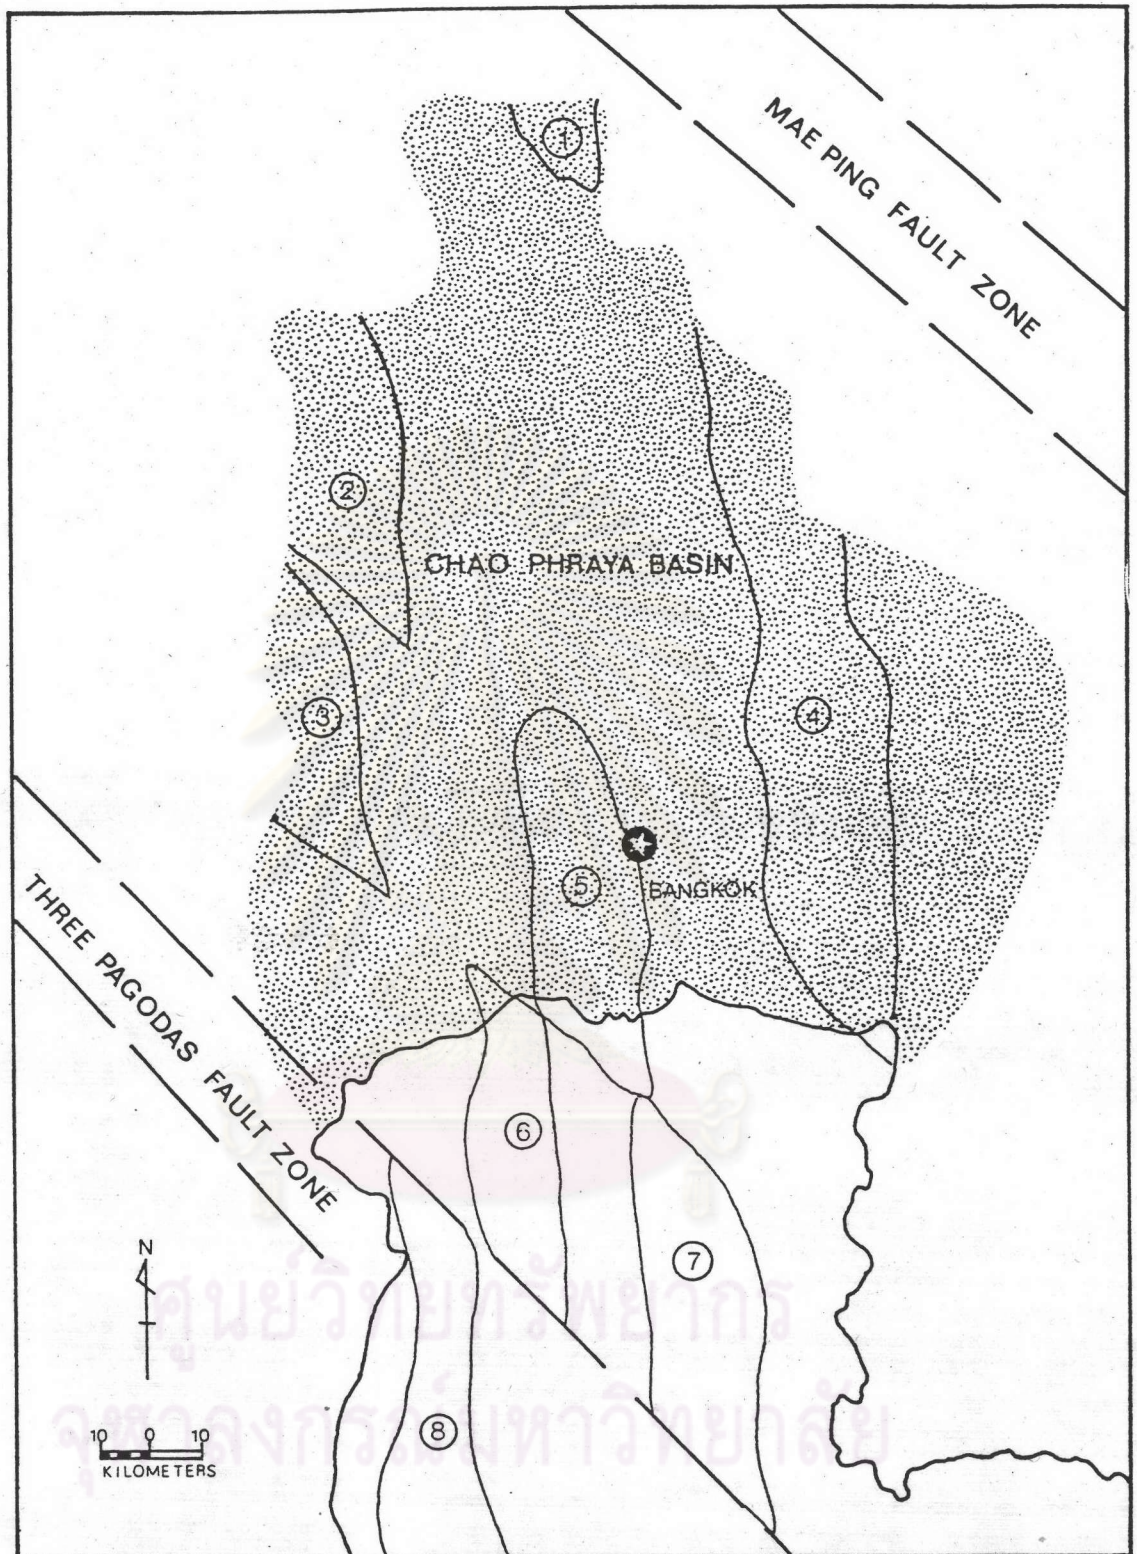 MAE PING FAULT ZONE
1
2
CHAO PHRAYA BASIN
3
4
5
BANGKOK
THREE PAGODAS FAULT ZONE
6
7
8
N
10 0 10
KILOMETERS
ศูนย์วิทยทรัพยากร
จุฬาลงกรณ์มหาวิทยาลัย